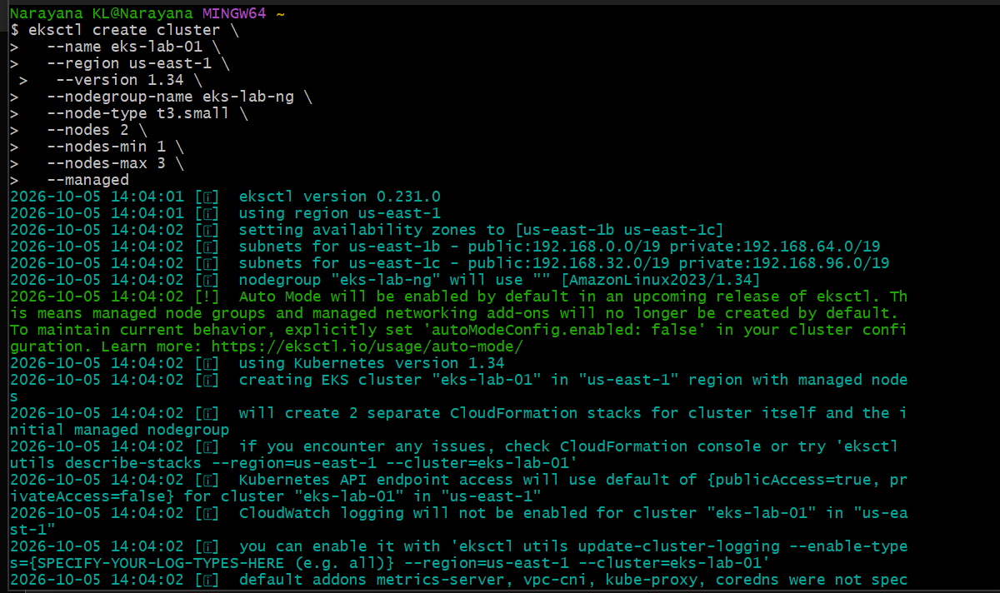 Narayana KL@Narayana MINGW64 ~
$ eksctl create cluster \
>   --name eks-lab-01 \
>   --region us-east-1 \
 >   --version 1.34 \
>   --nodegroup-name eks-lab-ng \
>   --node-type t3.small \
>   --nodes 2 \
>   --nodes-min 1 \
>   --nodes-max 3 \
>   --managed
2026-10-05 14:04:01 [ℹ]  eksctl version 0.231.0
2026-10-05 14:04:01 [ℹ]  using region us-east-1
2026-10-05 14:04:02 [ℹ]  setting availability zones to [us-east-1b us-east-1c]
2026-10-05 14:04:02 [ℹ]  subnets for us-east-1b - public:192.168.0.0/19 private:192.168.64.0/19
2026-10-05 14:04:02 [ℹ]  subnets for us-east-1c - public:192.168.32.0/19 private:192.168.96.0/19
2026-10-05 14:04:02 [ℹ]  nodegroup "eks-lab-ng" will use "" [AmazonLinux2023/1.34]
2026-10-05 14:04:02 [!]  Auto Mode will be enabled by default in an upcoming release of eksctl. Th
is means managed node groups and managed networking add-ons will no longer be created by default.
To maintain current behavior, explicitly set 'autoModeConfig.enabled: false' in your cluster confi
guration. Learn more: https://eksctl.io/usage/auto-mode/
2026-10-05 14:04:02 [ℹ]  using Kubernetes version 1.34
2026-10-05 14:04:02 [ℹ]  creating EKS cluster "eks-lab-01" in "us-east-1" region with managed node
s
2026-10-05 14:04:02 [ℹ]  will create 2 separate CloudFormation stacks for cluster itself and the i
nitial managed nodegroup
2026-10-05 14:04:02 [ℹ]  if you encounter any issues, check CloudFormation console or try 'eksctl
utils describe-stacks --region=us-east-1 --cluster=eks-lab-01'
2026-10-05 14:04:02 [ℹ]  Kubernetes API endpoint access will use default of {publicAccess=true, pr
ivateAccess=false} for cluster "eks-lab-01" in "us-east-1"
2026-10-05 14:04:02 [ℹ]  CloudWatch logging will not be enabled for cluster "eks-lab-01" in "us-ea
st-1"
2026-10-05 14:04:02 [ℹ]  you can enable it with 'eksctl utils update-cluster-logging --enable-type
s={SPECIFY-YOUR-LOG-TYPES-HERE (e.g. all)} --region=us-east-1 --cluster=eks-lab-01'
2026-10-05 14:04:02 [ℹ]  default addons metrics-server, vpc-cni, kube-proxy, coredns were not spec